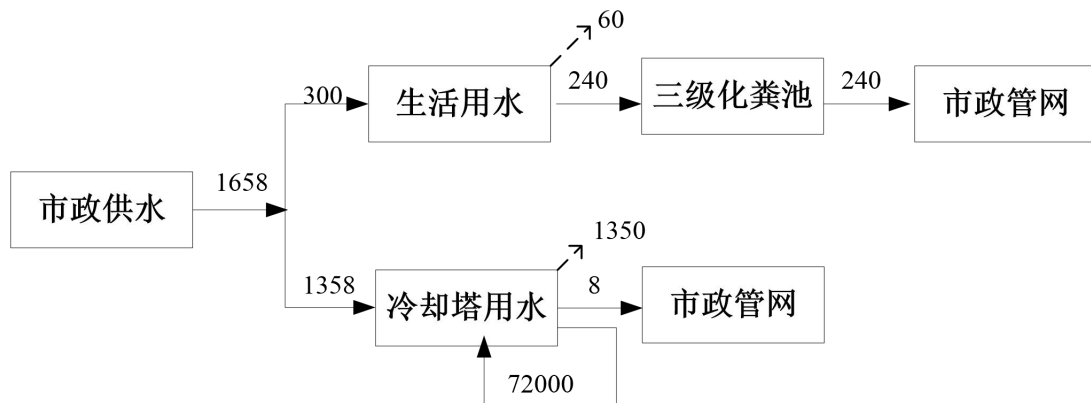 60
300
生活用水
240
三级化粪池
240
市政管网
市政供水
1658
1350
1358
冷却塔用水
8
市政管网
72000